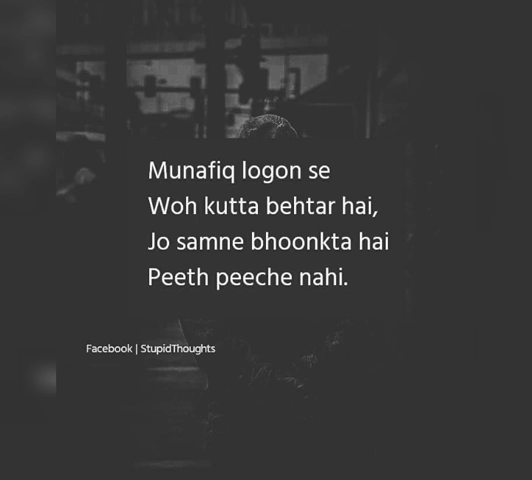 Munafiq logon se
Woh kutta behtar hai,
Jo samne bhoonkta hai
Peeth peeche nahi.
Facebook | StupidThoughts